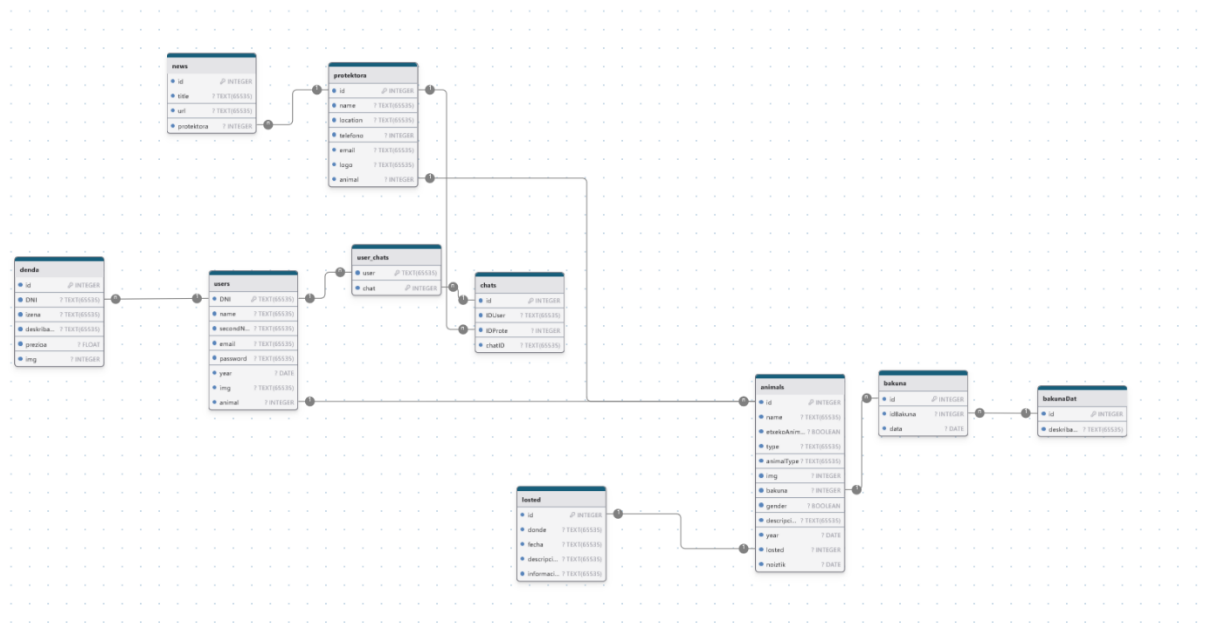 news
id INTEGER
title ? TEXT(65535)
url ? TEXT(65535)
protektora ? INTEGER
protektora
id INTEGER
name ? TEXT(65535)
location ? TEXT(65535)
telefono ? INTEGER
email ? TEXT(65535)
logo ? TEXT(65535)
animal ? INTEGER
denda
id INTEGER
DNI ? TEXT(65535)
izena ? TEXT(65535)
deskriba... ? TEXT(65535)
prezioa ? FLOAT
img ? INTEGER
users
DNI TEXT(65535)
name ? TEXT(65535)
secondN... ? TEXT(65535)
email ? TEXT(65535)
password ? TEXT(65535)
year ? DATE
img ? TEXT(65535)
animal ? INTEGER
user_chats
user TEXT(65535)
chat INTEGER
chats
id INTEGER
IDUser ? TEXT(65535)
IDProte ? INTEGER
chatID ? TEXT(65535)
animals
id INTEGER
name ? TEXT(65535)
etxekoAnim... ? BOOLEAN
type ? TEXT(65535)
animalType ? TEXT(65535)
img ? INTEGER
bakuna ? INTEGER
gender ? BOOLEAN
descripci... ? TEXT(65535)
year ? DATE
losted ? INTEGER
noiztik ? DATE
bakuna
id INTEGER
idBakuna ? INTEGER
data ? DATE
bakunaDat
id INTEGER
deskriba... ? TEXT(65535)
losted
id INTEGER
donde ? TEXT(65535)
fecha ? TEXT(65535)
descripci... ? TEXT(65535)
informaci... ? TEXT(65535)